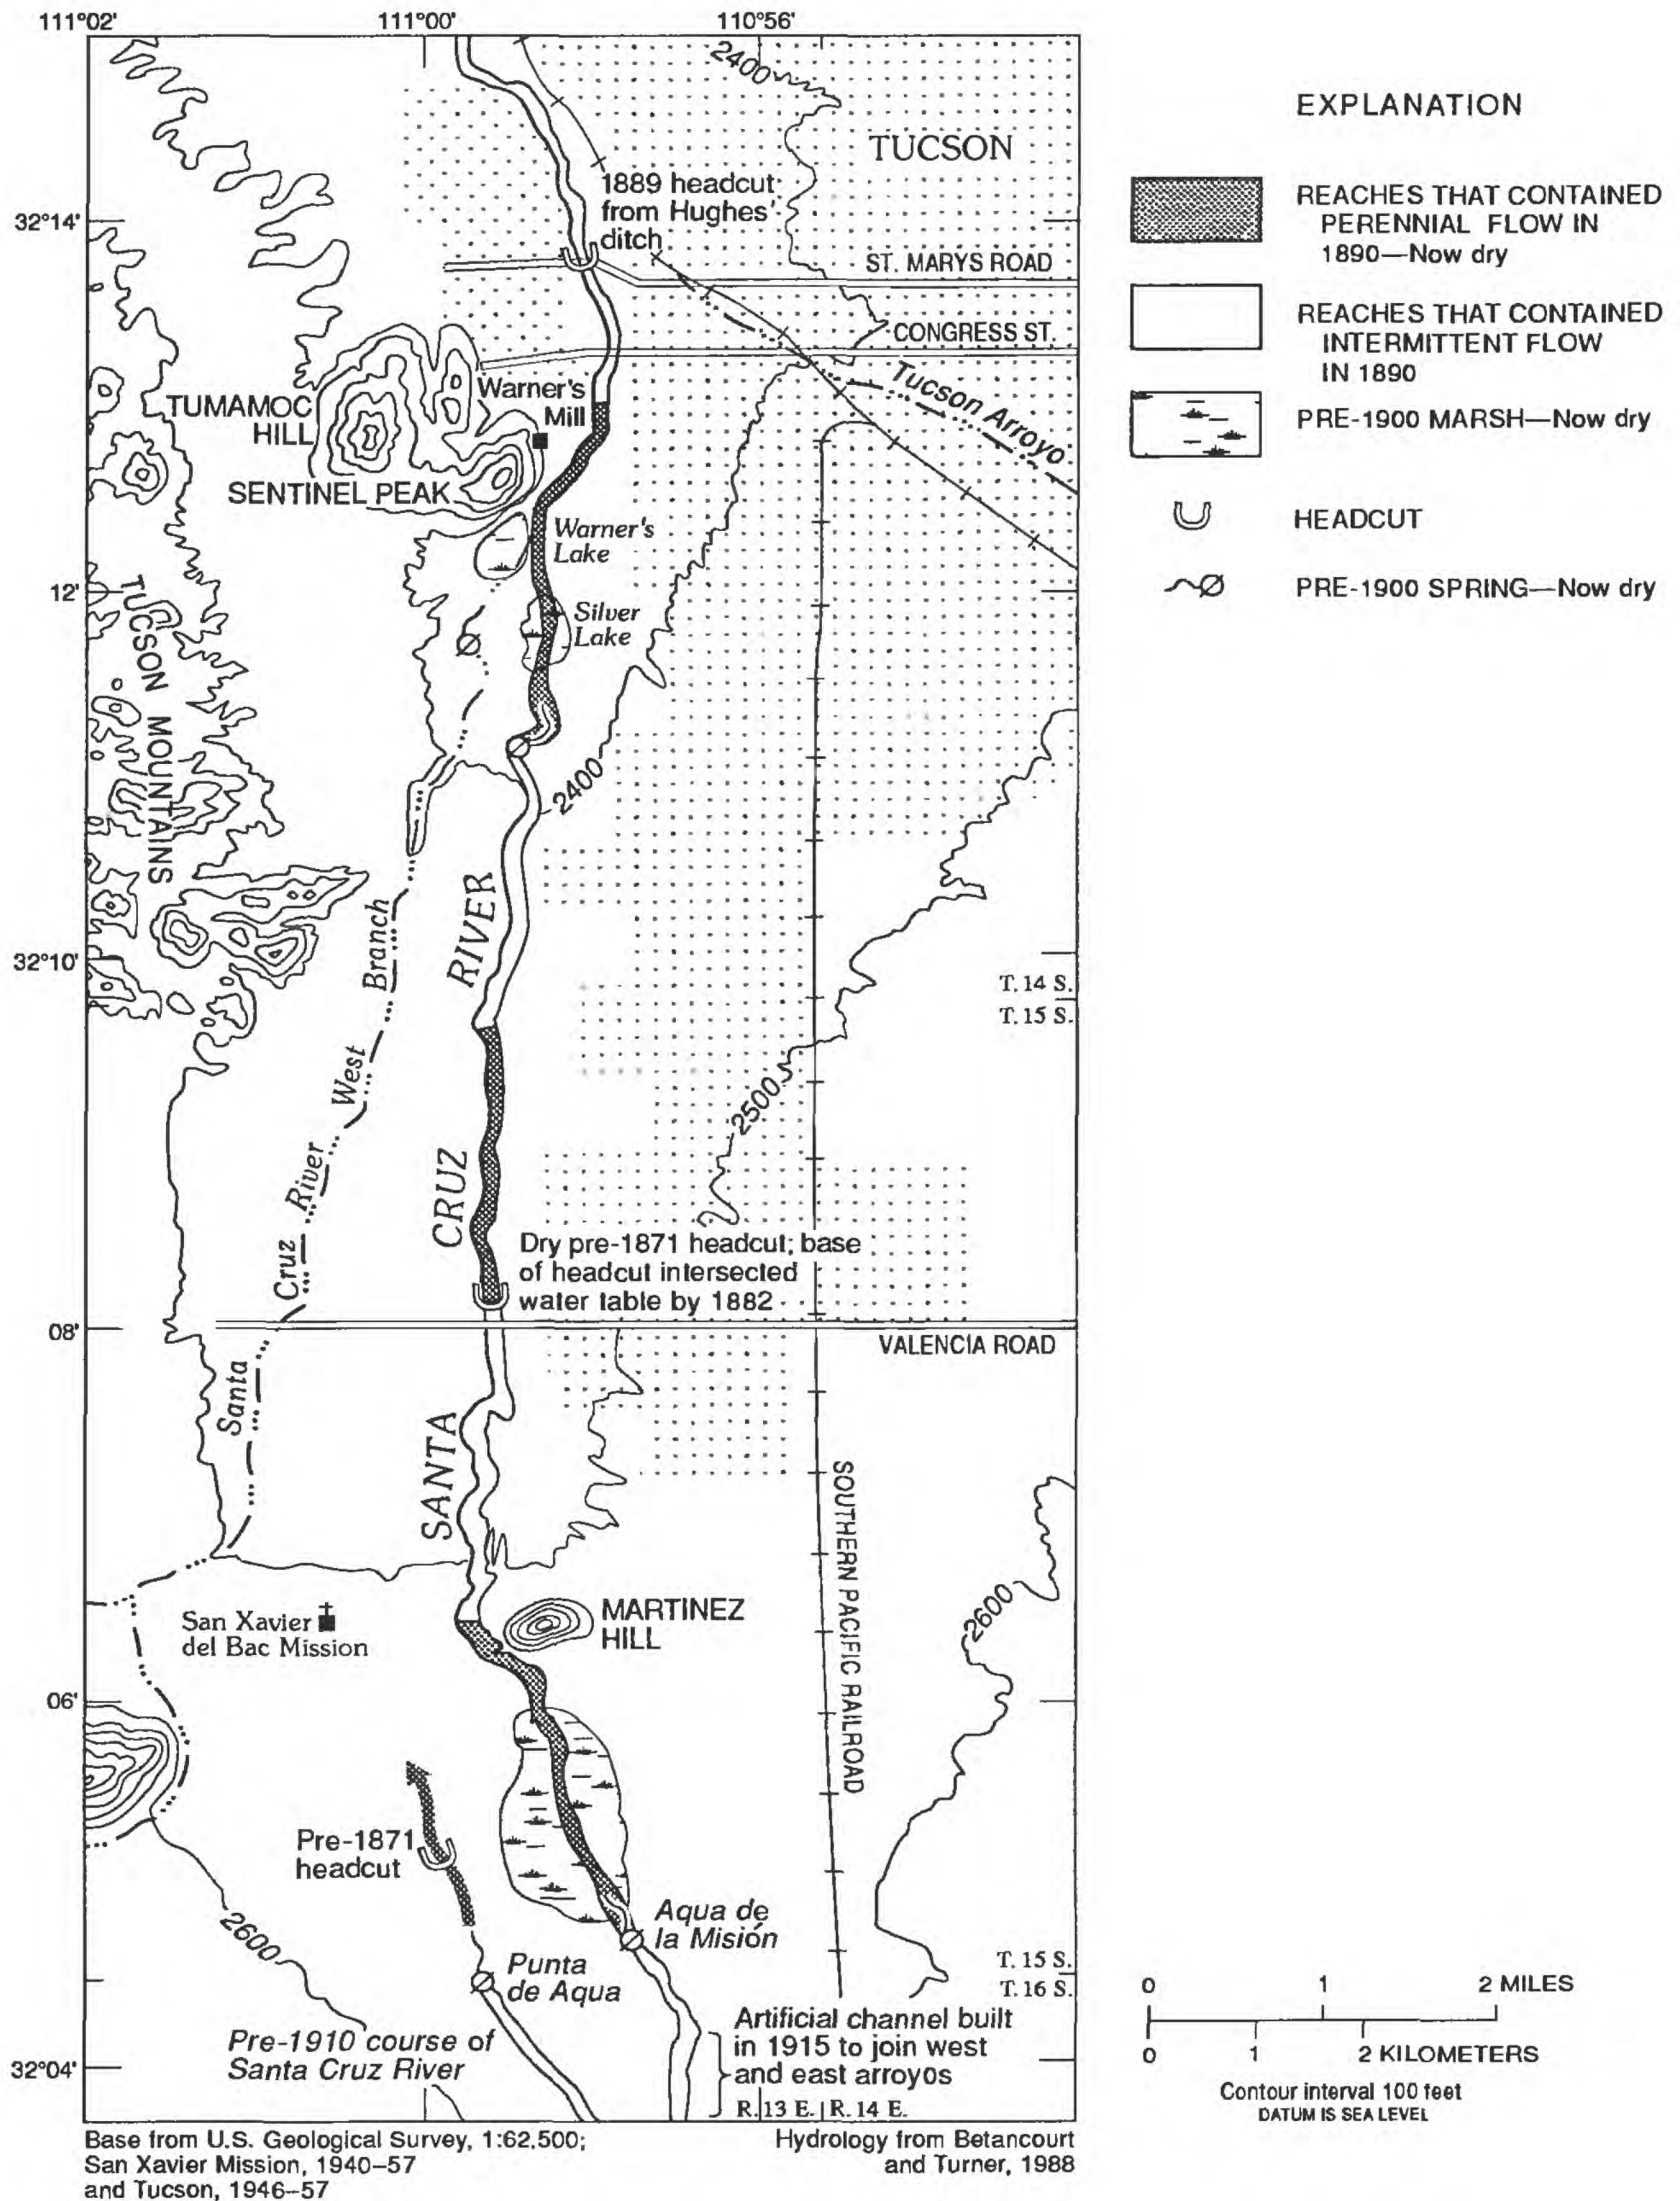 111°02'
111°00'
110°56'
2400
TUCSON
1889 headcut
from Hughes'
ditch
32°14'
ST. MARYS ROAD
CONGRESS ST.
Warner's
Mill
Tucson Arroyo
TUMAMOC
HILL
SENTINEL PEAK
Warner's
Lake
12'
Silver
Lake
TUCSON MOUNTAINS
2400
32°10'
T. 14 S.
T. 15 S.
2500
SANTA CRUZ RIVER
Santa Cruz River West Branch
Dry pre-1871 headcut; base
of headcut intersected
water table by 1882
08'
VALENCIA ROAD
SOUTHERN PACIFIC RAILROAD
San Xavier
del Bac Mission
MARTINEZ
HILL
2600
06'
Pre-1871
headcut
2600
Aqua de
la Misión
Punta
de Aqua
T. 15 S.
T. 16 S.
Pre-1910 course of
Santa Cruz River
Artificial channel built
in 1915 to join west
and east arroyos
R. 13 E. R. 14 E.
32°04'
Base from U.S. Geological Survey, 1:62,500;
San Xavier Mission, 1940–57
and Tucson, 1946–57
Hydrology from Betancourt
and Turner, 1988
EXPLANATION
REACHES THAT CONTAINED
PERENNIAL FLOW IN
1890—Now dry
REACHES THAT CONTAINED
INTERMITTENT FLOW
IN 1890
PRE-1900 MARSH—Now dry
HEADCUT
PRE-1900 SPRING—Now dry
0 1 2 MILES
0 1 2 KILOMETERS
Contour interval 100 feet
DATUM IS SEA LEVEL